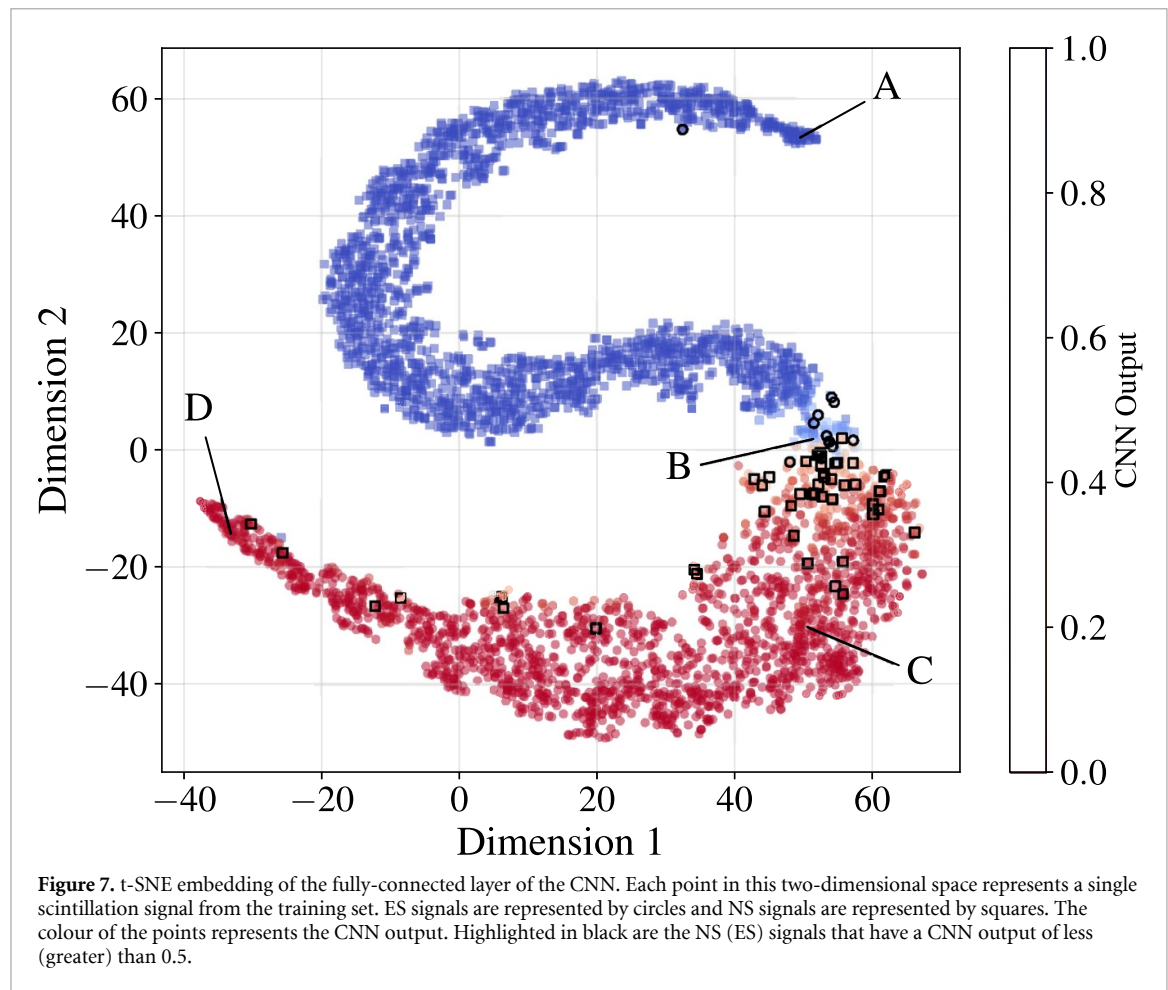 60
40
20
0
−20
−40
−40
−20
0
20
40
60
Dimension 1
Dimension 2
A
B
C
D
1.0
0.8
0.6
0.4
0.2
0.0
CNN Output
Figure 7. t-SNE embedding of the fully-connected layer of the CNN. Each point in this two-dimensional space represents a single
scintillation signal from the training set. ES signals are represented by circles and NS signals are represented by squares. The
colour of the points represents the CNN output. Highlighted in black are the NS (ES) signals that have a CNN output of less
(greater) than 0.5.